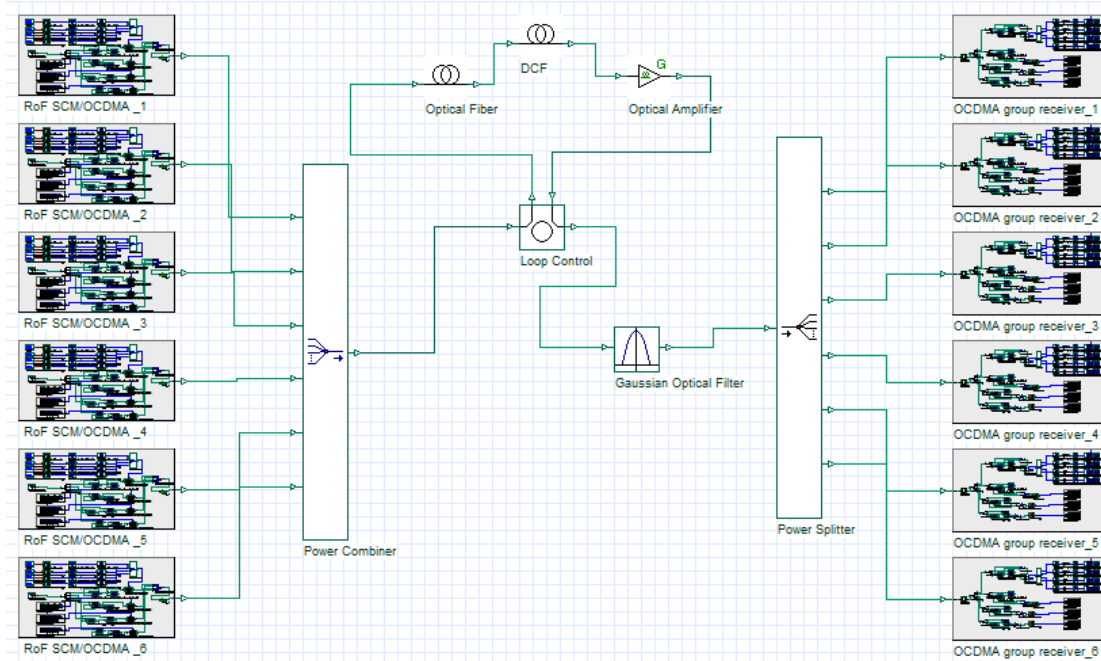 RoF SCM/OCDMA _1
RoF SCM/OCDMA _2
RoF SCM/OCDMA _3
RoF SCM/OCDMA _4
RoF SCM/OCDMA _5
RoF SCM/OCDMA _6
Power Combiner
Optical Fiber
DCF
G
Optical Amplifier
Loop Control
Gaussian Optical Filter
Power Splitter
OCDMA group receiver_1
OCDMA group receiver_2
OCDMA group receiver_3
OCDMA group receiver_4
OCDMA group receiver_5
OCDMA group receiver_6